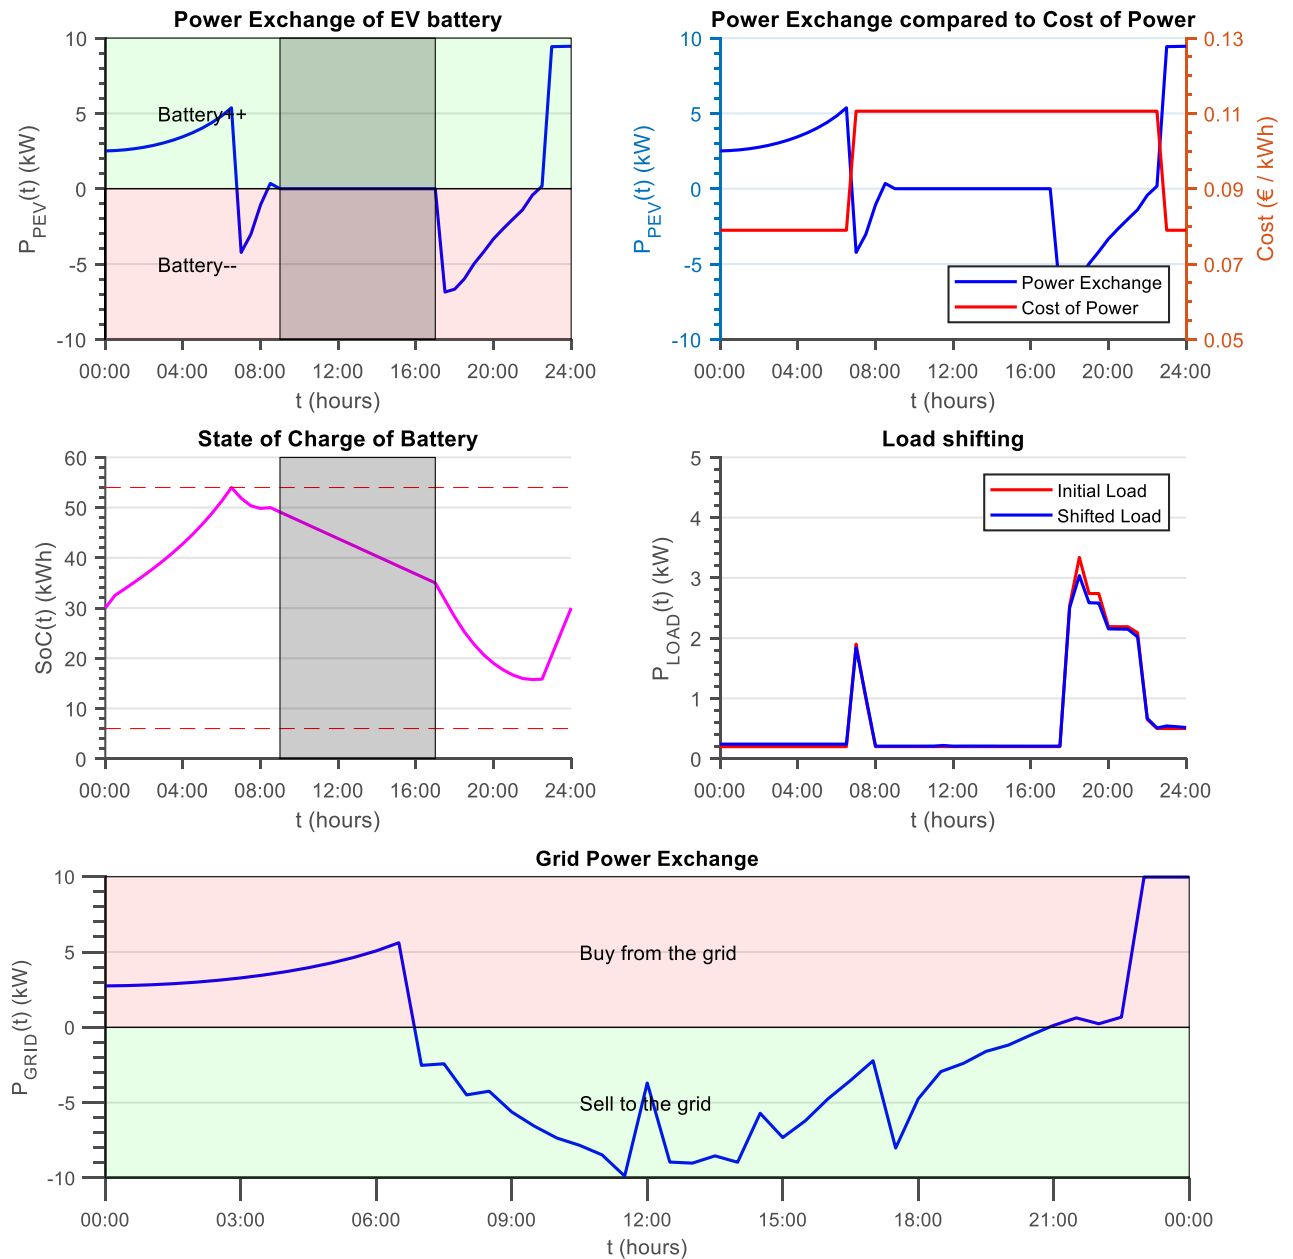 Power Exchange of EV battery
10
5
0
-5
-10
P_PEV(t) (kW)
Battery++
Battery--
00:00 04:00 08:00 12:00 16:00 20:00 24:00
t (hours)
Power Exchange compared to Cost of Power
10
5
0
-5
-10
P_PEV(t) (kW)
0.13
0.11
0.09
0.07
0.05
Cost (€ / kWh)
Power Exchange
Cost of Power
00:00 04:00 08:00 12:00 16:00 20:00 24:00
t (hours)
State of Charge of Battery
60
50
40
30
20
10
0
SoC(t) (kWh)
00:00 04:00 08:00 12:00 16:00 20:00 24:00
t (hours)
Load shifting
5
4
3
2
1
0
P_LOAD(t) (kW)
Initial Load
Shifted Load
00:00 04:00 08:00 12:00 16:00 20:00 24:00
t (hours)
Grid Power Exchange
10
5
0
-5
-10
P_GRID(t) (kW)
Buy from the grid
Sell to the grid
00:00 03:00 06:00 09:00 12:00 15:00 18:00 21:00 00:00
t (hours)